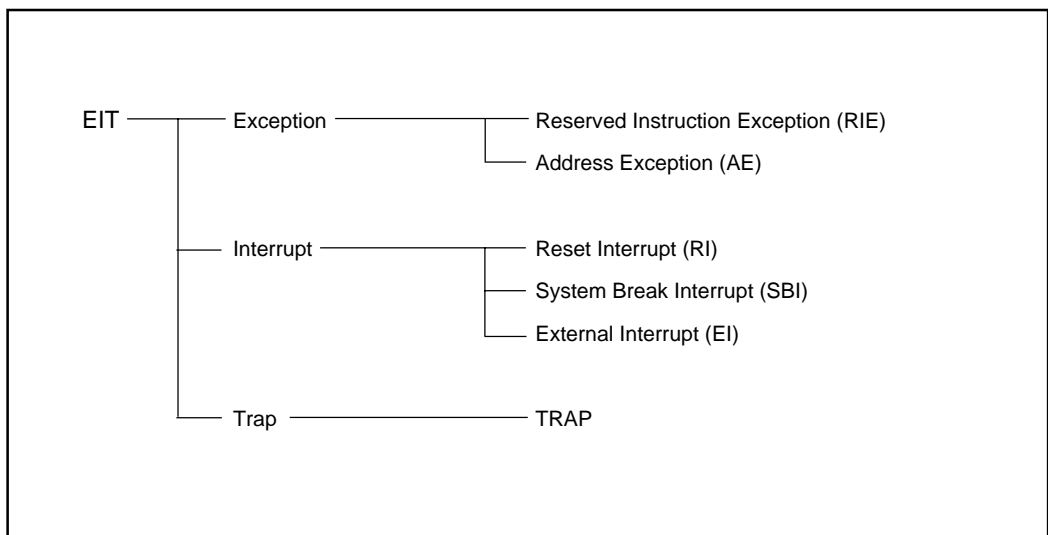 EIT Exception Reserved Instruction Exception (RIE)
Address Exception (AE)
Interrupt Reset Interrupt (RI)
System Break Interrupt (SBI)
External Interrupt (EI)
Trap TRAP